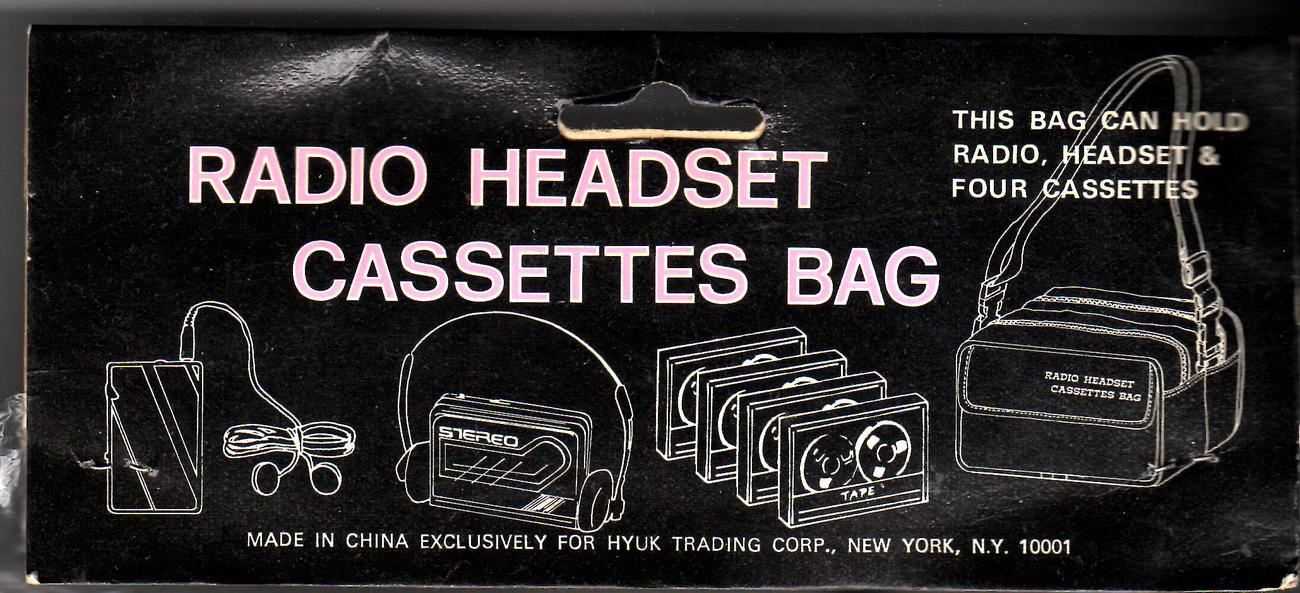 RADIO HEADSET
CASSETTES BAG
THIS BAG CAN HOLD
RADIO, HEADSET &
FOUR CASSETTES
RADIO HEADSET
CASSETTES BAG
STEREO
TAPE
MADE IN CHINA EXCLUSIVELY FOR HYUK TRADING CORP., NEW YORK, N.Y. 10001